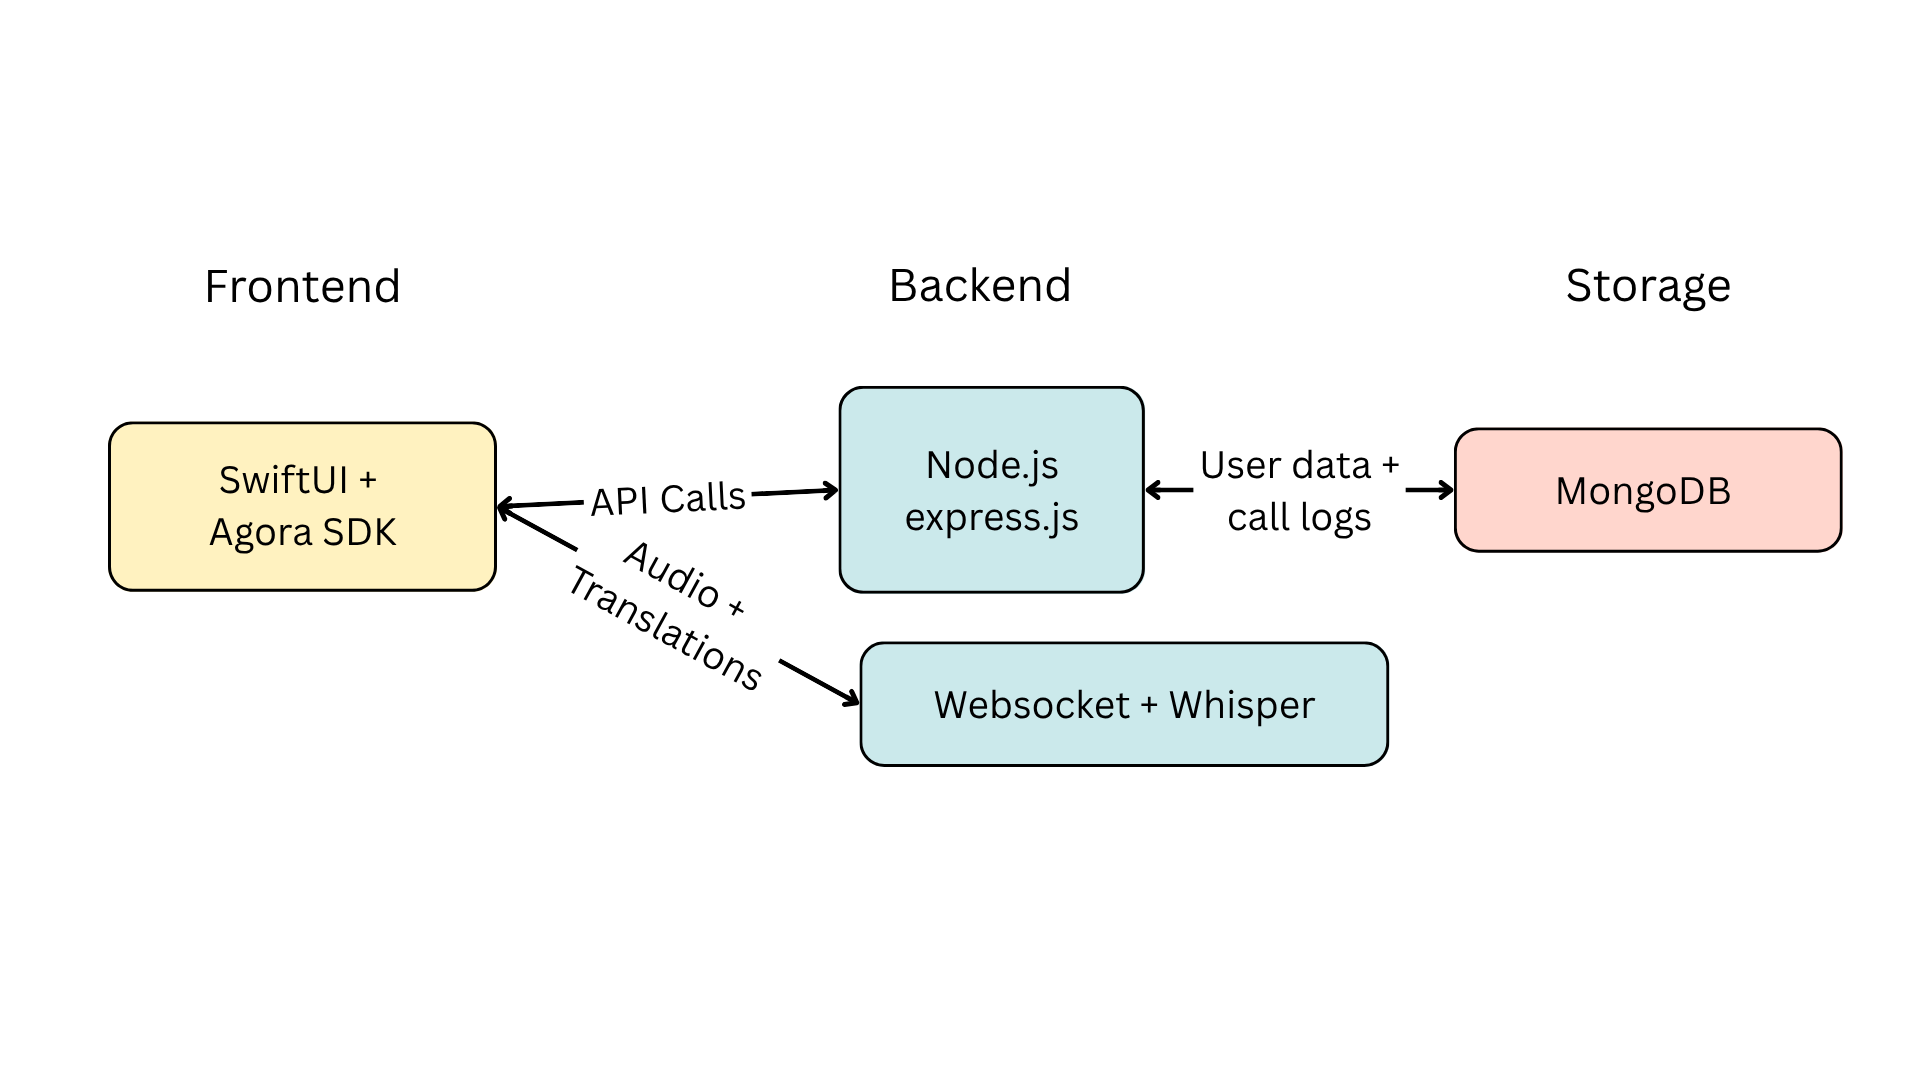 Frontend
Backend
Storage
SwiftUI +
Agora SDK
API Calls
Audio +
Translations
Node.js
express.js
User data +
call logs
MongoDB
Websocket + Whisper